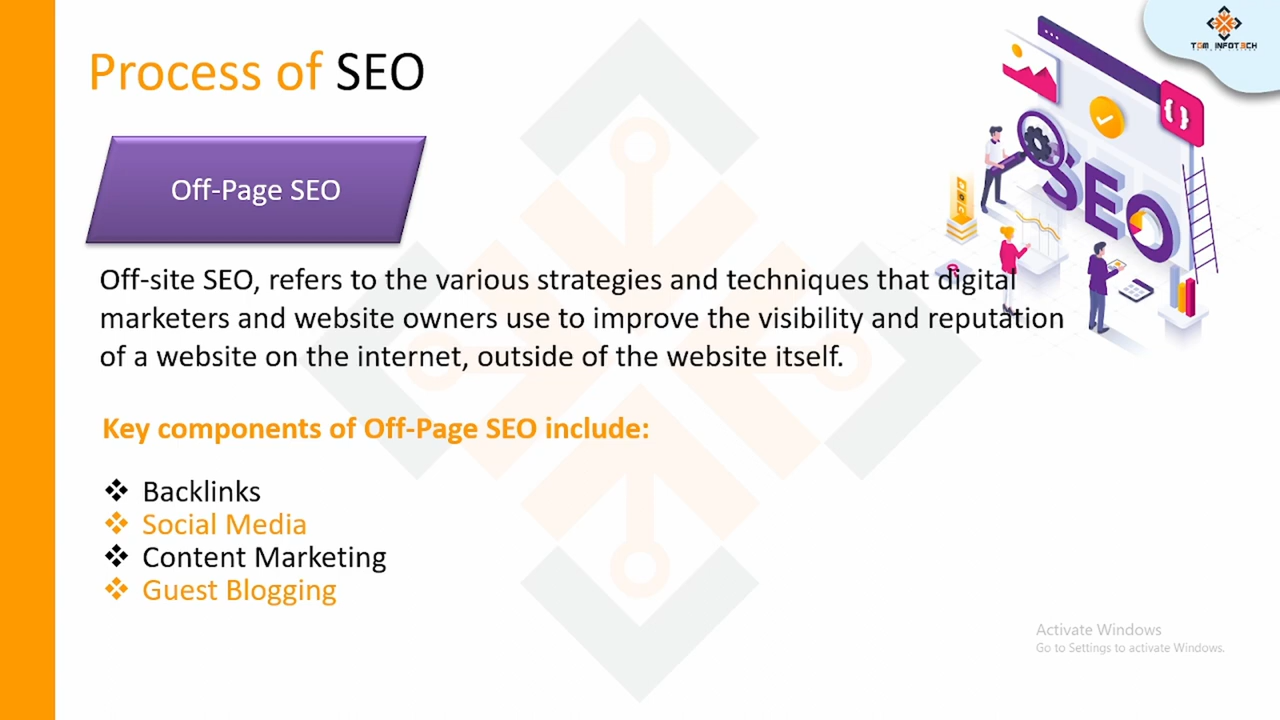 TOM INFOTECH
Process of SEO
SEO
Off-Page SEO
Off-site SEO, refers to the various strategies and techniques that digital
marketers and website owners use to improve the visibility and reputation
of a website on the internet, outside of the website itself.
Key components of Off-Page SEO include:
❖ Backlinks
❖ Social Media
❖ Content Marketing
❖ Guest Blogging
Activate Windows
Go to Settings to activate Windows.